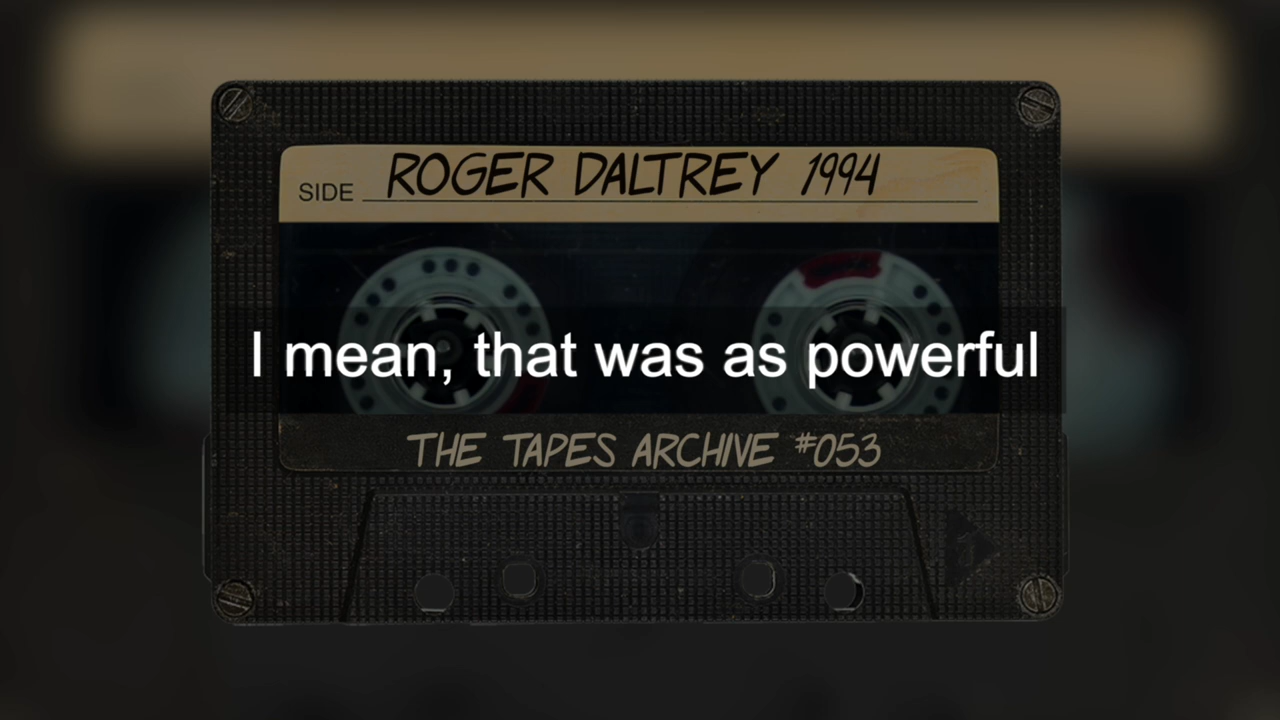 ROGER DALTREY 1994
SIDE
I mean, that was as powerful
THE TAPES ARCHIVE #053